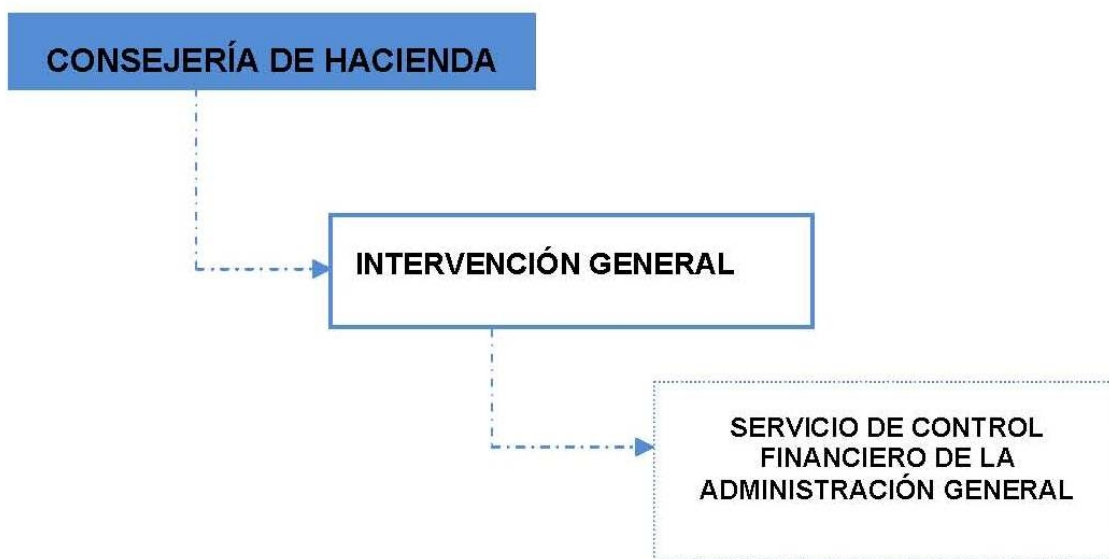 CONSEJERÍA DE HACIENDA
INTERVENCIÓN GENERAL
SERVICIO DE CONTROL
FINANCIERO DE LA
ADMINISTRACIÓN GENERAL